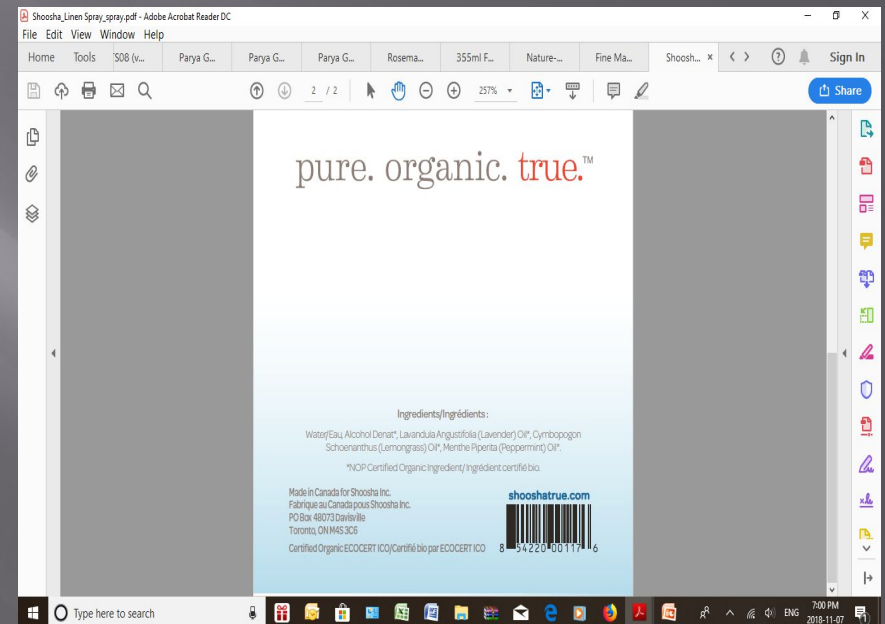 Shoosha_Linen Spray_spray.pdf - Adobe Acrobat Reader DC
File Edit View Window Help
Home Tools 'S08 (v... Parya G... Parya G... Parya G... Rosema... 355ml F... Nature-... Fine Ma... Shoosh... × Sign In
2 / 2 257% Share
pure. organic. true.™
Ingredients/Ingrédients :
Water/Eau, Alcohol Denat*, Lavandula Angustifolia (Lavender) Oil*, Cymbopogon
Schoenanthus (Lemongrass) Oil*, Menthe Piperita (Peppermint) Oil*.
*NOP Certified Organic Ingredient/ Ingrédient certifié bio.
Made in Canada for Shoosha Inc.
Fabrique au Canada pous Shoosha Inc.
PO Box 48073 Davisville
Toronto, ON M4S 3C6
Certified Organic ECOCERT ICO/Certifié bio par ECOCERT ICO
shooshatrue.com
8 54220 00117 6
Type here to search
ENG
7:00 PM
2018-11-07